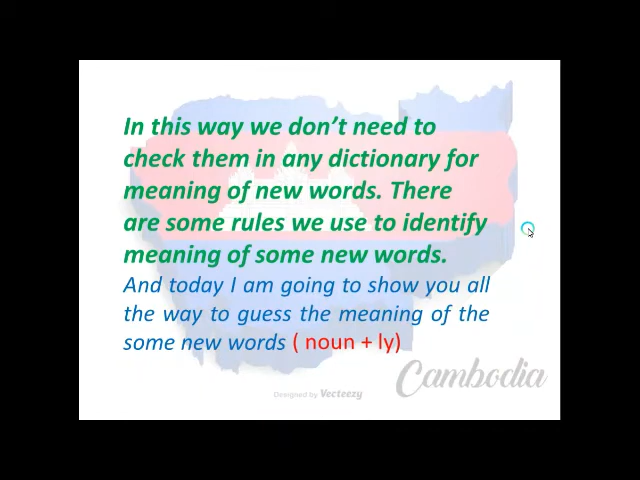 In this way we don’t need to
check them in any dictionary for
meaning of new words. There
are some rules we use to identify
meaning of some new words.
And today I am going to show you all
the way to guess the meaning of the
some new words ( noun + ly)
Cambodia
Designed by Vecteezy